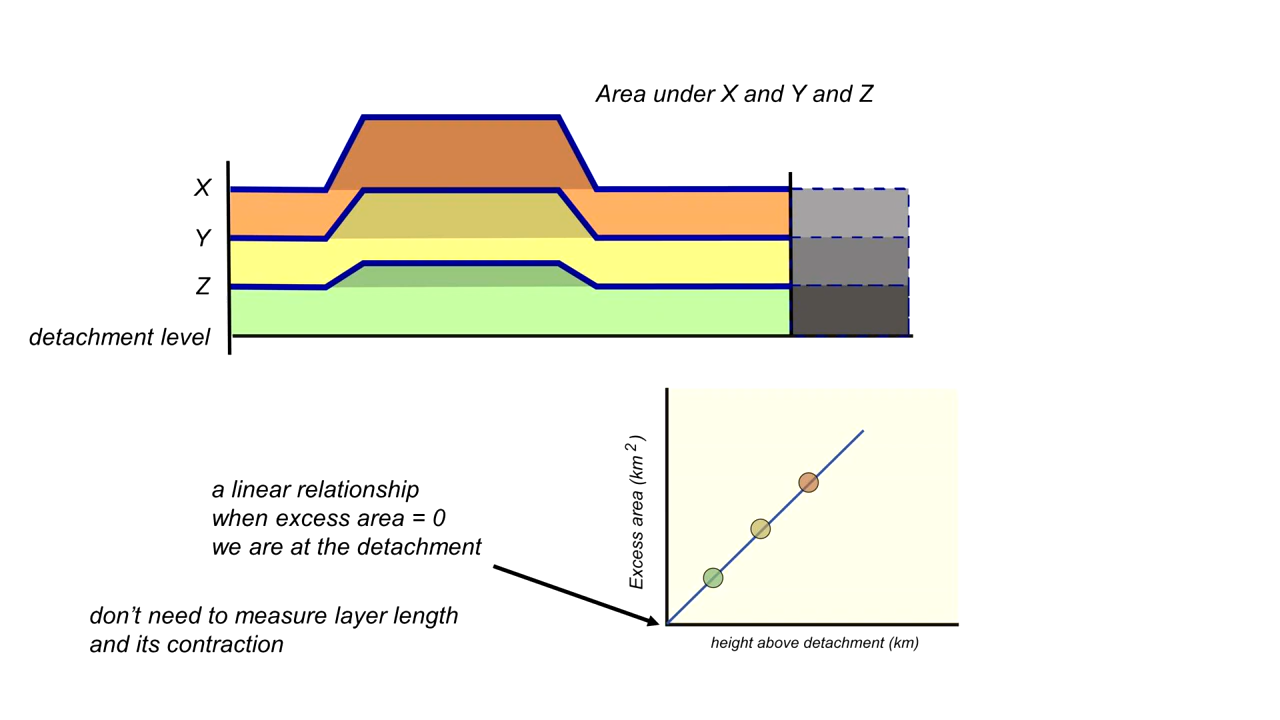 Area under X and Y and Z
X
Y
Z
detachment level
a linear relationship
when excess area = 0
we are at the detachment
don’t need to measure layer length
and its contraction
Excess area (km²)
height above detachment (km)